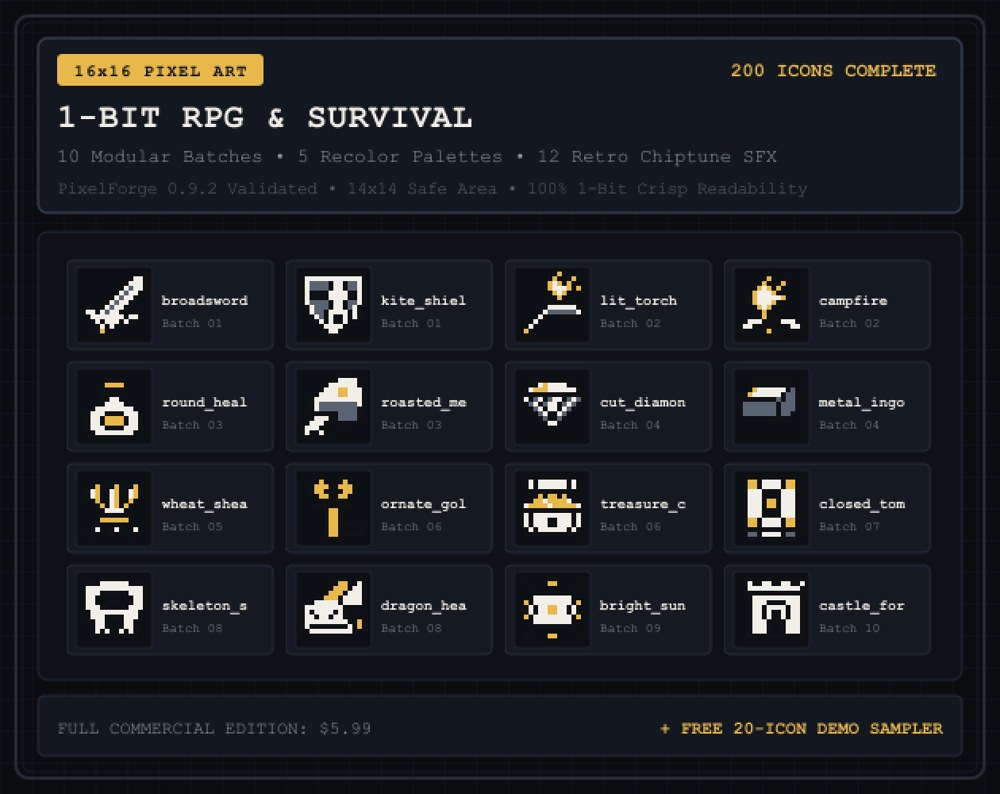 16x16 PIXEL ART
200 ICONS COMPLETE
1-BIT RPG & SURVIVAL
10 Modular Batches • 5 Recolor Palettes • 12 Retro Chiptune SFX
PixelForge 0.9.2 Validated • 14x14 Safe Area • 100% 1-Bit Crisp Readability
broadsword
Batch 01
kite_shiel
Batch 01
lit_torch
Batch 02
campfire
Batch 02
round_heal
Batch 03
roasted_me
Batch 03
cut_diamon
Batch 04
metal_ingo
Batch 04
wheat_shea
Batch 05
ornate_gol
Batch 06
treasure_c
Batch 06
closed_tom
Batch 07
skeleton_s
Batch 08
dragon_hea
Batch 08
bright_sun
Batch 09
castle_for
Batch 10
FULL COMMERCIAL EDITION: $5.99
+ FREE 20-ICON DEMO SAMPLER